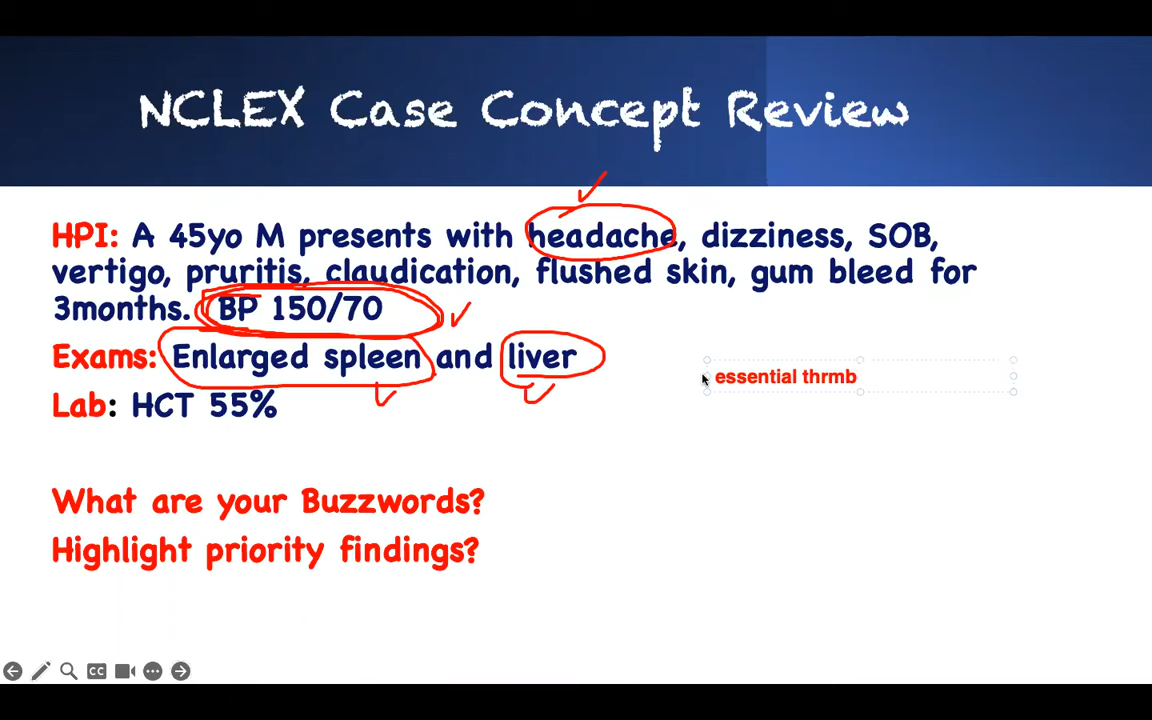 NCLEX Case Concept Review
HPI: A 45yo M presents with headache, dizziness, SOB,
vertigo, pruritis, claudication, flushed skin, gum bleed for
3months. BP 150/70
Exams: Enlarged spleen and liver
essential thrmb
Lab: HCT 55%
What are your Buzzwords?
Highlight priority findings?
CC